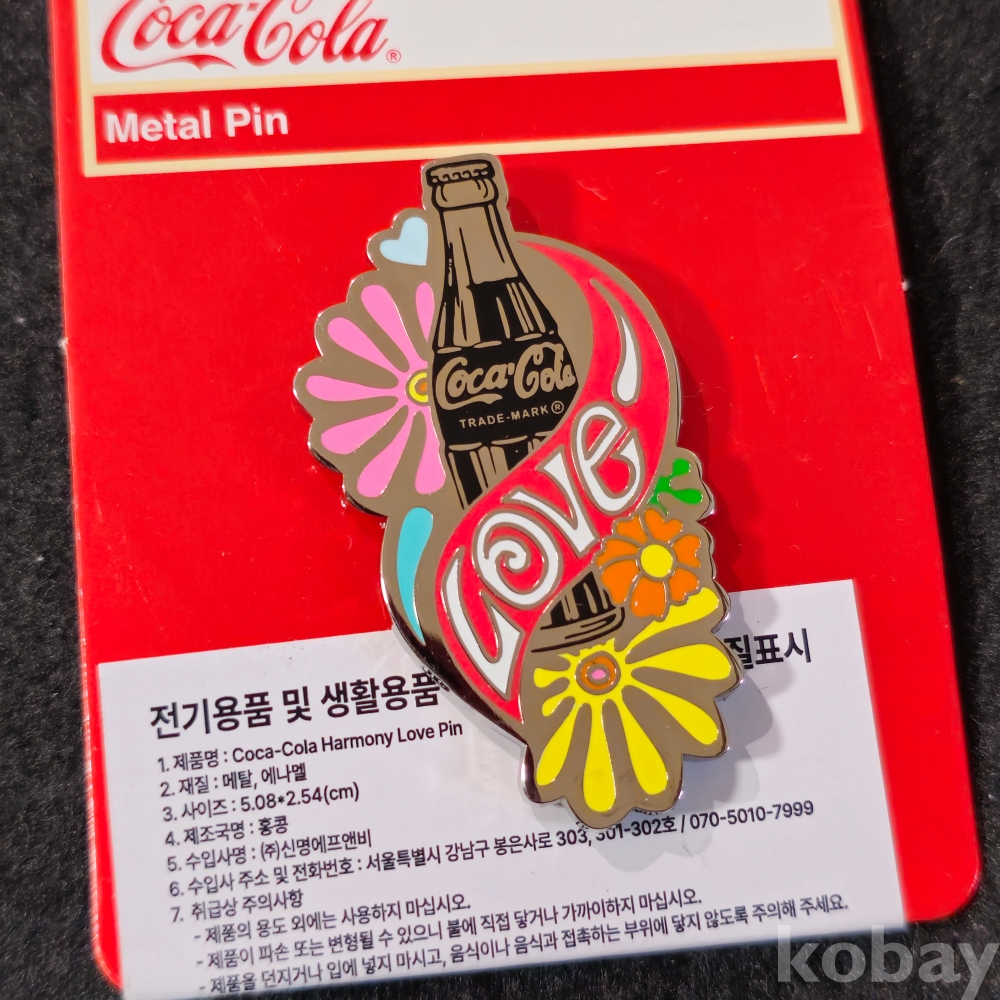 Coca-Cola®
Metal Pin
Coca-Cola
TRADE-MARK®
Love
전기용품 및 생활용품 질표시
1. 제품명 : Coca-Cola Harmony Love Pin
2. 재질 : 메탈, 에나멜
3. 사이즈 : 5.08*2.54(cm)
4. 제조국명 : 홍콩
5. 수입사명 : ㈜신명에프앤비
6. 수입사 주소 및 전화번호 : 서울특별시 강남구 봉은사로 303, 301-302호 / 070-5010-7999
7. 취급상 주의사항
- 제품의 용도 외에는 사용하지 마십시오.
- 제품이 파손 또는 변형될 수 있으니 불에 직접 닿거나 가까이하지 마십시오.
- 제품을 던지거나 입에 넣지 마시고, 음식이나 음식과 접촉하는 부위에 닿지 않도록 주의해 주세요.
kobay